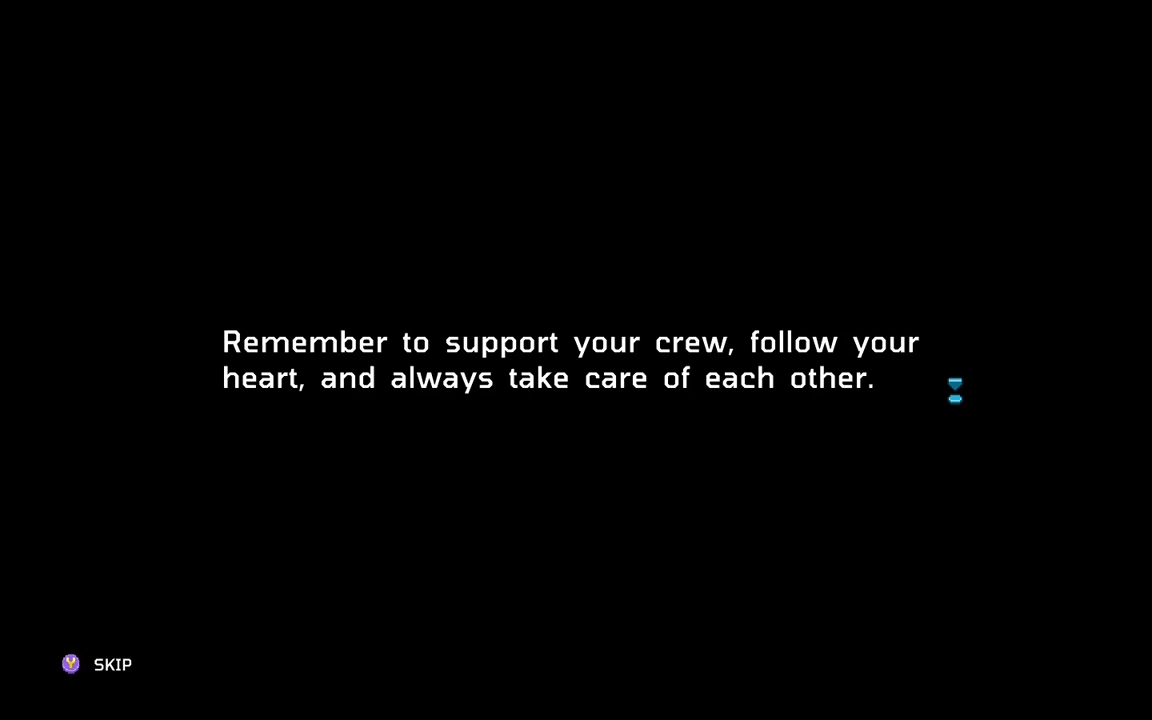 Remember to support your crew, follow your
heart, and always take care of each other.
Y SKIP